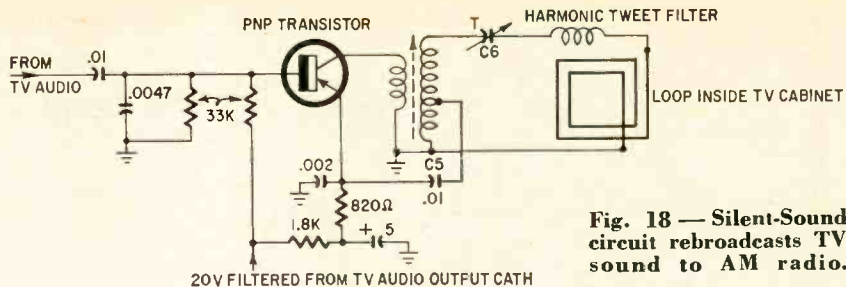 PNP TRANSISTOR
HARMONIC TWEET FILTER
T
C6
FROM
TV AUDIO
.01
.0047
33K
LOOP INSIDE TV CABINET
.002
C5
.01
820Ω
1.8K
+ 5
20V FILTERED FROM TV AUDIO OUTPUT CATH
Fig. 18 — Silent-Sound
circuit rebroadcasts TV
sound to AM radio.